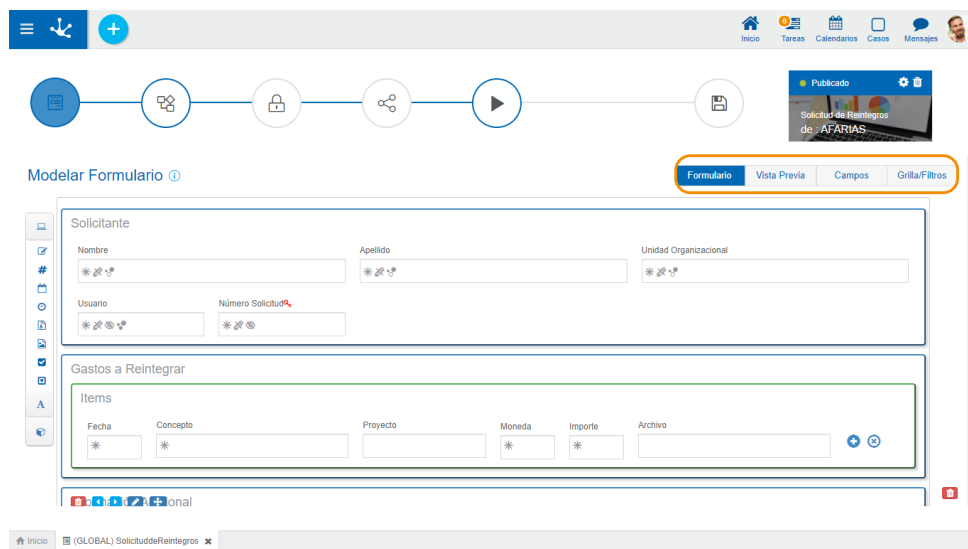 0
Inicio
Tareas
Calendarios
Casos
Mensajes
Publicado
Solicitud de Reintegros
de : AFARIAS
Modelar Formulario
Formulario
Vista Previa
Campos
Grilla/Filtros
Solicitante
Nombre
Apellido
Unidad Organizacional
Usuario
Número Solicitud
Gastos a Reintegrar
Items
Fecha
Concepto
Proyecto
Moneda
Importe
Archivo
#
A
Inicio
(GLOBAL) SolicituddeReintegros